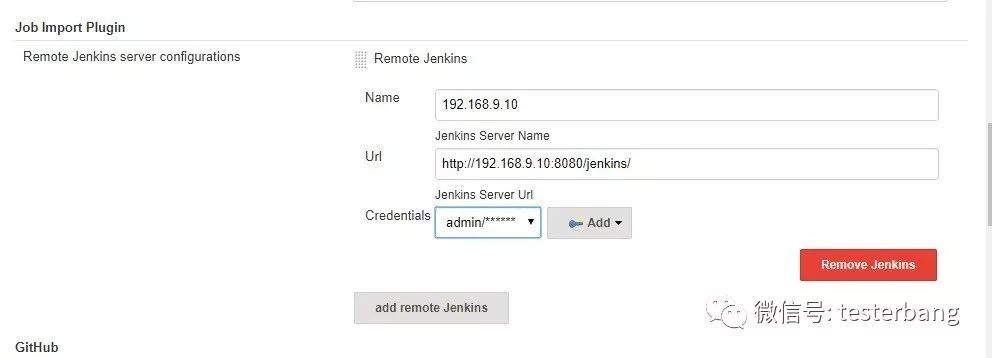 Job Import Plugin
Remote Jenkins server configurations
Remote Jenkins
Name
192.168.9.10
Jenkins Server Name
Url
http://192.168.9.10:8080/jenkins/
Jenkins Server Url
Credentials
admin/******
Add
Remove Jenkins
add remote Jenkins
微信号: testerbang
GitHub